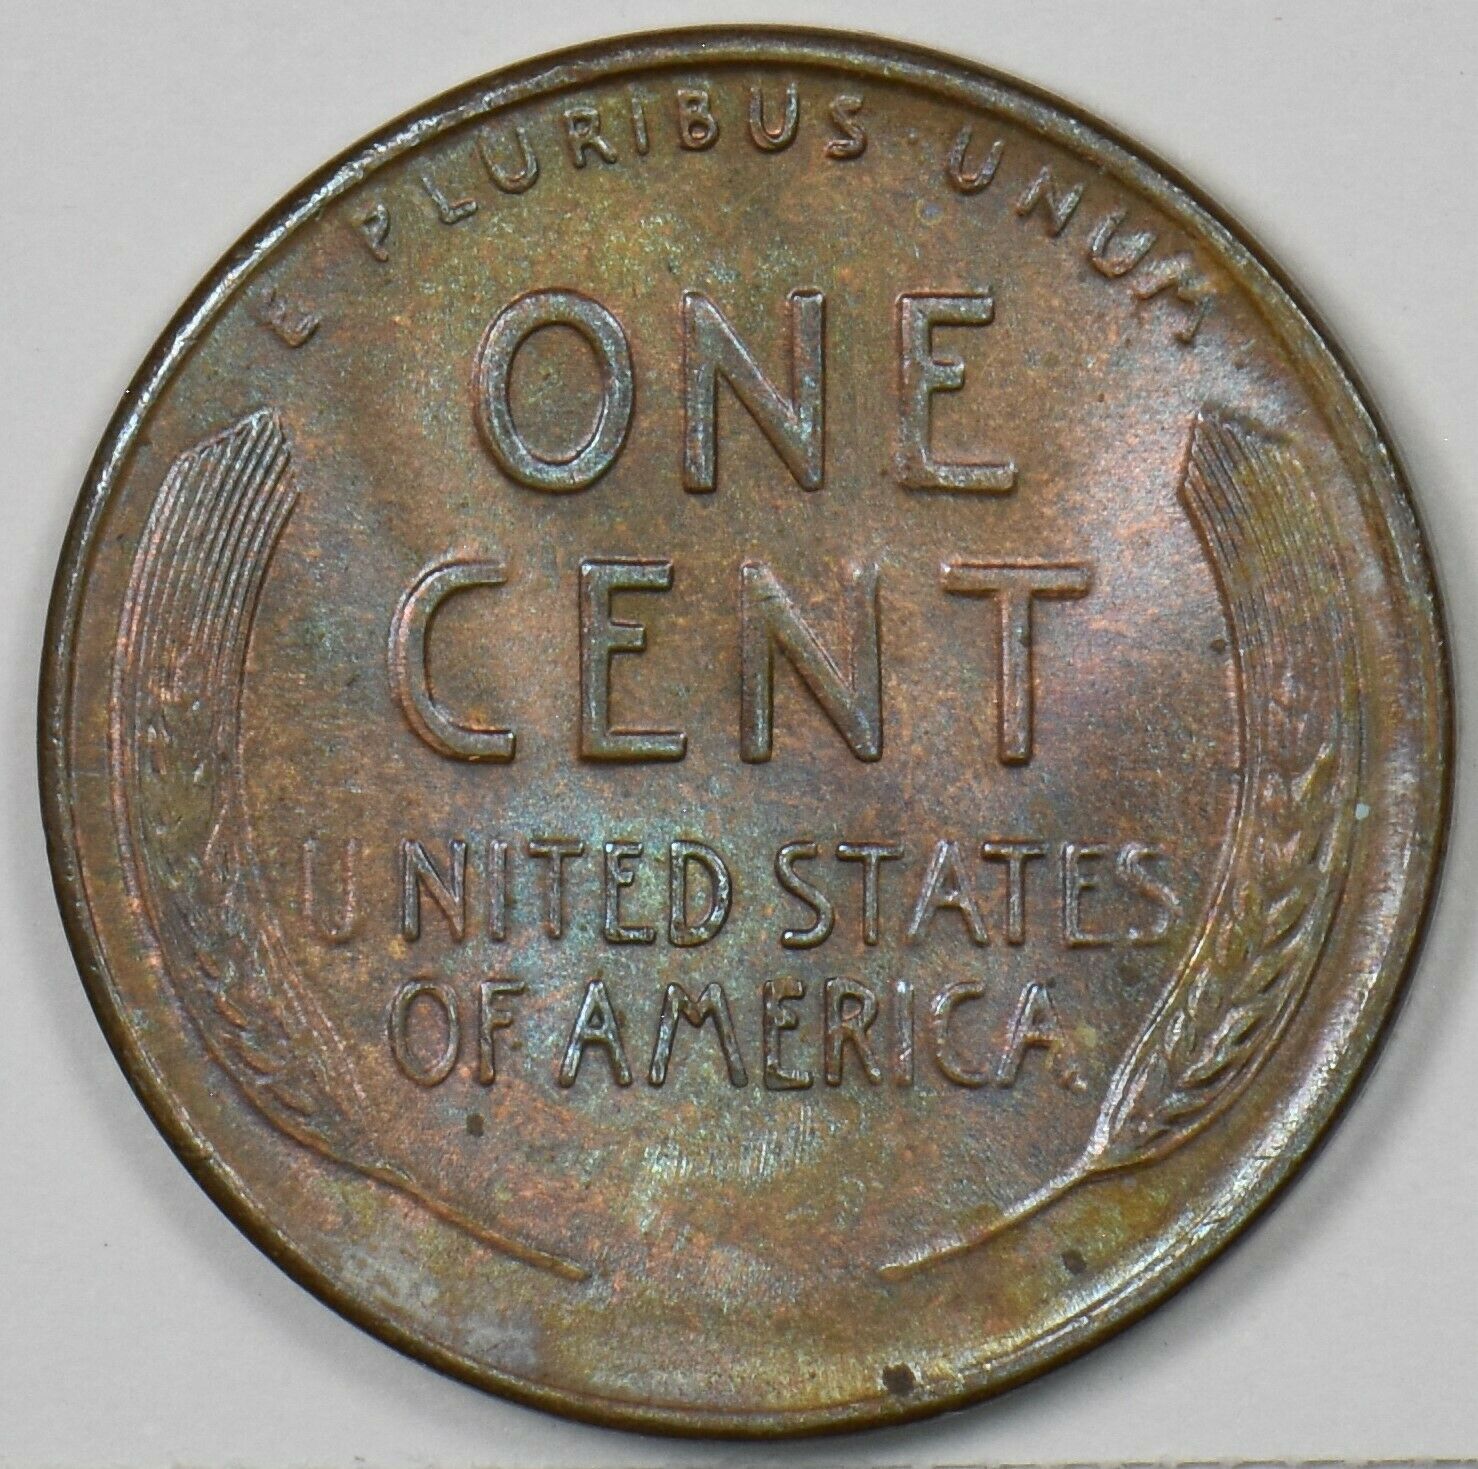 E PLURIBUS · UNUM
ONE
CENT
UNITED STATES
OF AMERICA